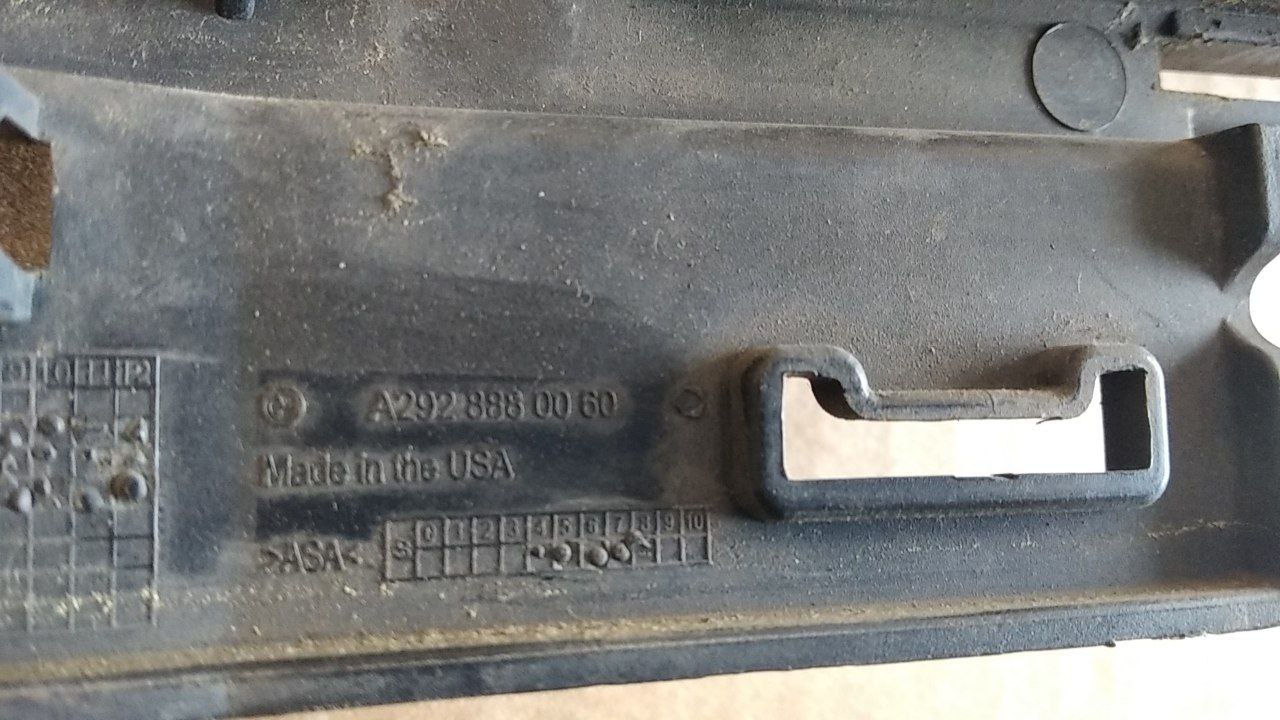 9 10 11 12
A292 888 00 60
Made in the USA
>ASA<
S 0 1 2 3 4 5 6 7 8 9 10